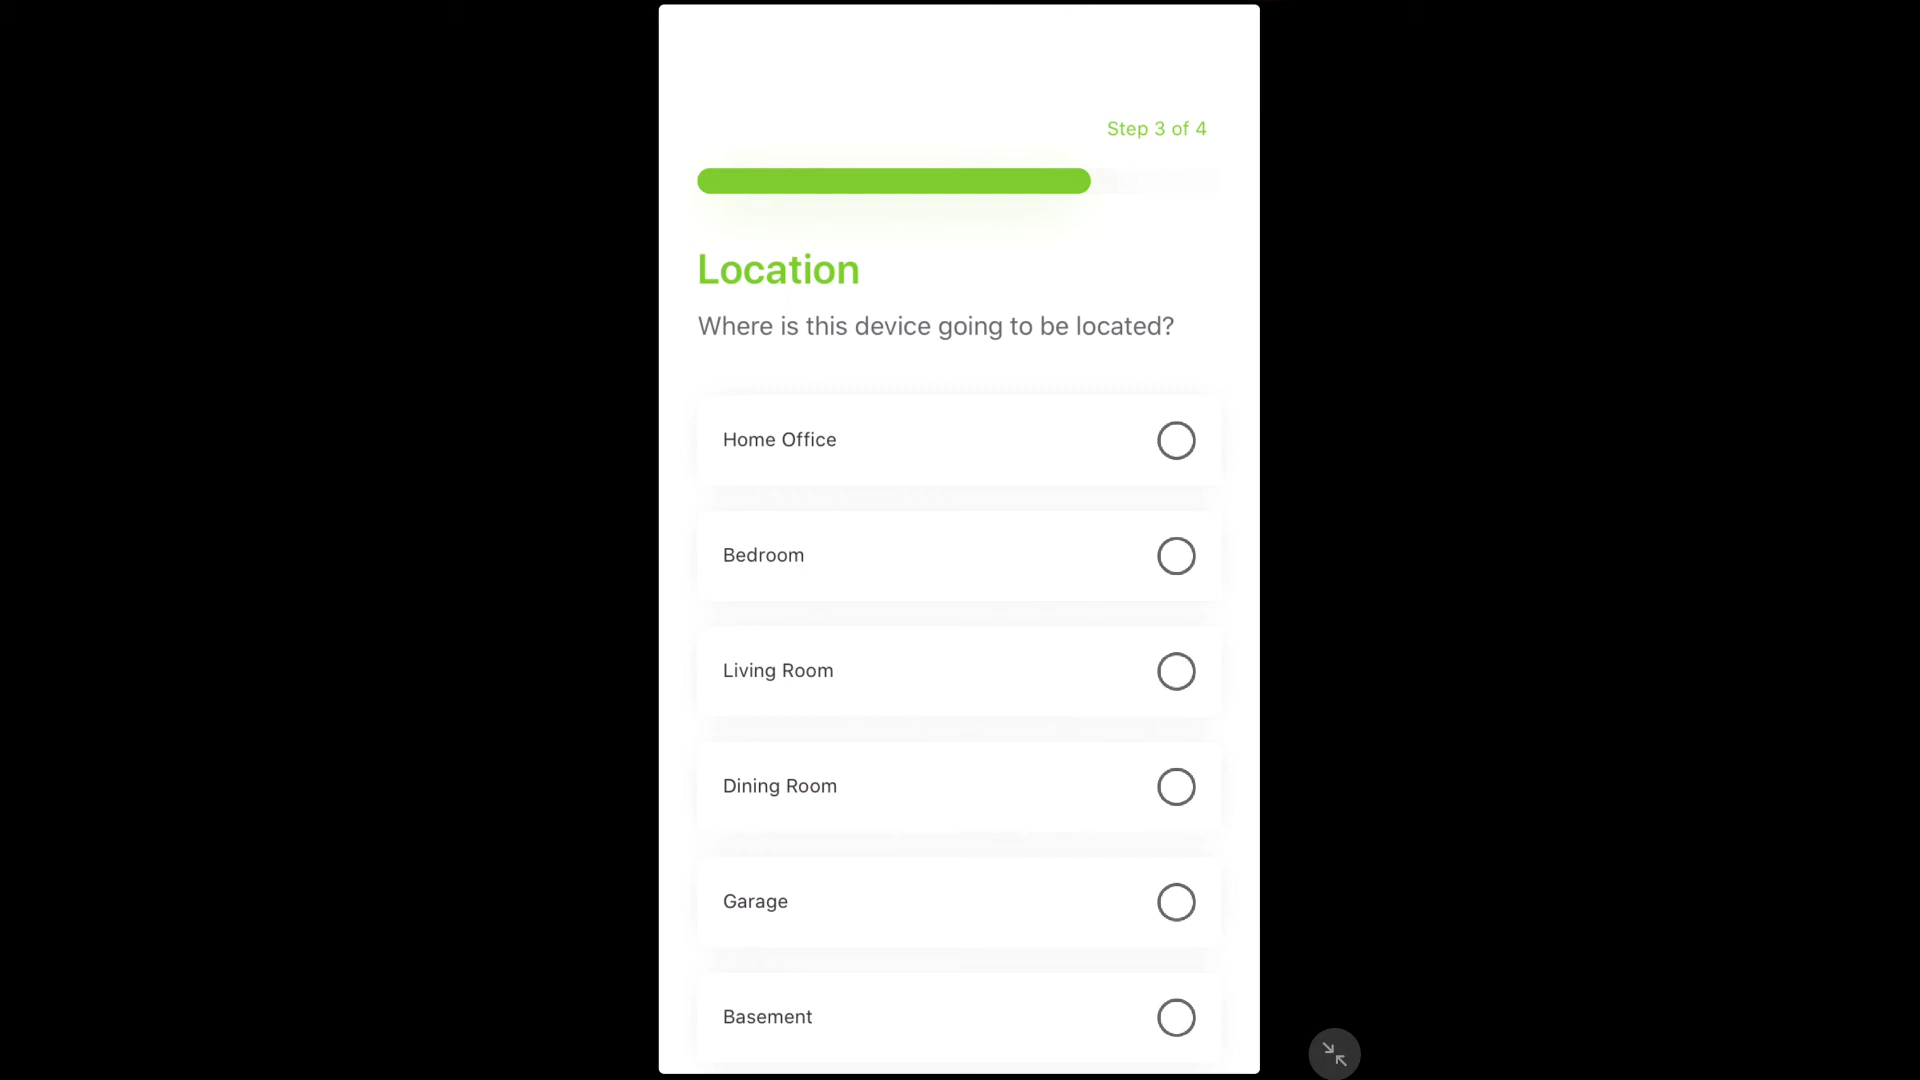 Step 3 of 4
Location
Where is this device going to be located?
Home Office
Bedroom
Living Room
Dining Room
Garage
Basement